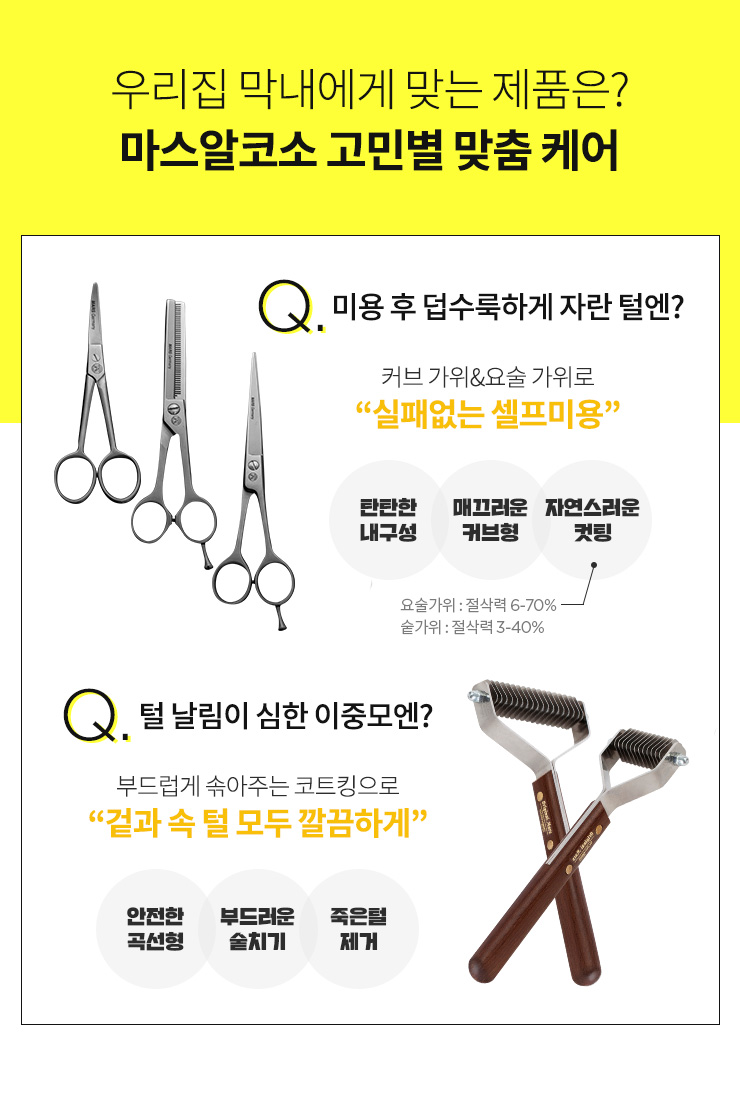 우리집 막내에게 맞는 제품은?
마스알코소 고민별 맞춤 케어
Q. 미용 후 덥수룩하게 자란 털엔?
커브 가위&요술 가위로
“실패없는 셀프미용”
탄탄한
내구성
매끄러운
커브형
자연스러운
컷팅
요술가위 : 절삭력 6-70%
숱가위 : 절삭력 3-40%
Q. 털 날림이 심한 이중모엔?
부드럽게 솎아주는 코트킹으로
“겉과 속 털 모두 깔끔하게”
안전한
곡선형
부드러운
숱치기
죽은털
제거